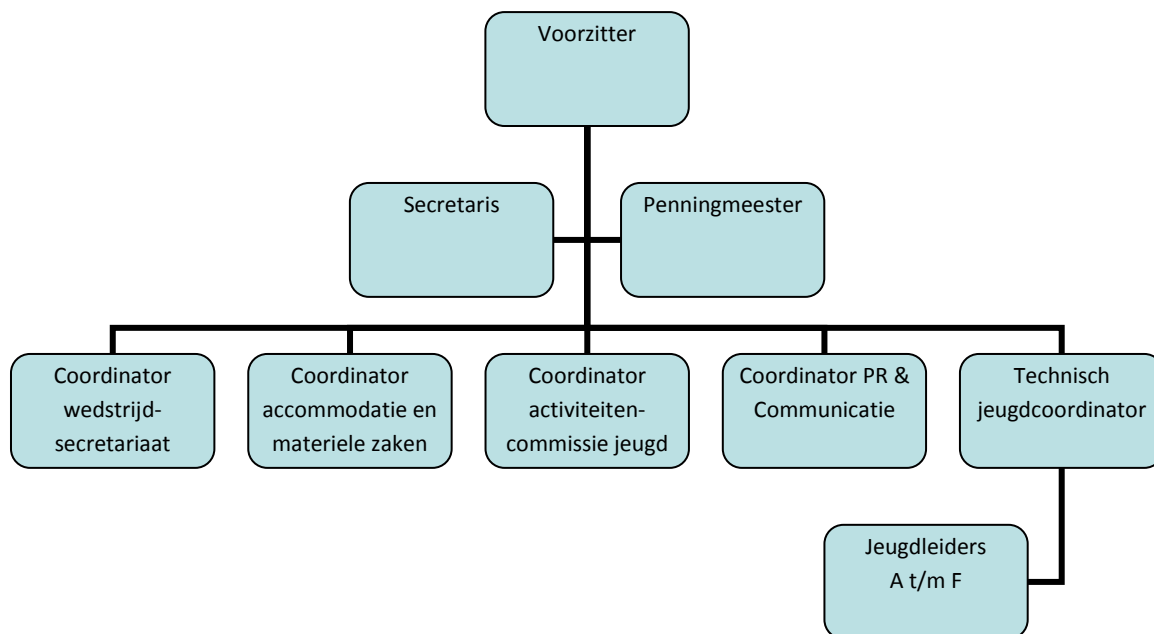 Voorzitter
Secretaris
Penningmeester
Coordinator
wedstrijd-
secretariaat
Coordinator
accommodatie en
materiele zaken
Coordinator
activiteiten-
commissie jeugd
Coordinator PR &
Communicatie
Technisch
jeugdcoordinator
Jeugdleiders
A t/m F